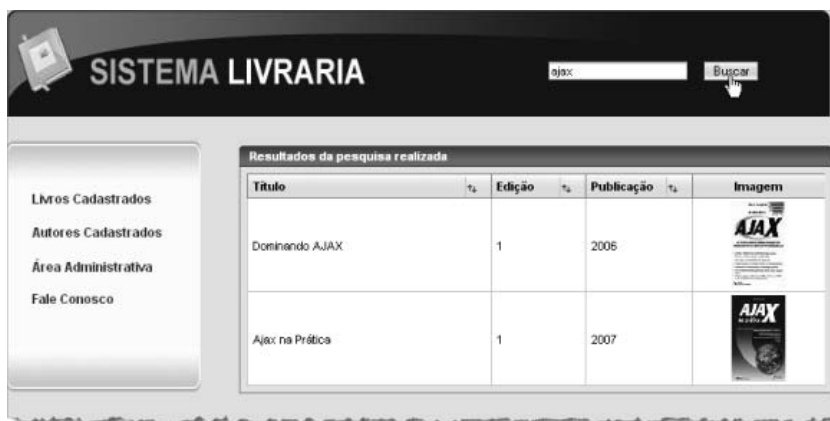 SISTEMA LIVRARIA
ajax
Buscar
Livros Cadastrados
Autores Cadastrados
Área Administrativa
Fale Conosco
Resultados da pesquisa realizada
Título Edição Publicação Imagem
Dominando AJAX 1 2006
AJAX
Ajax na Prática 1 2007
AJAX